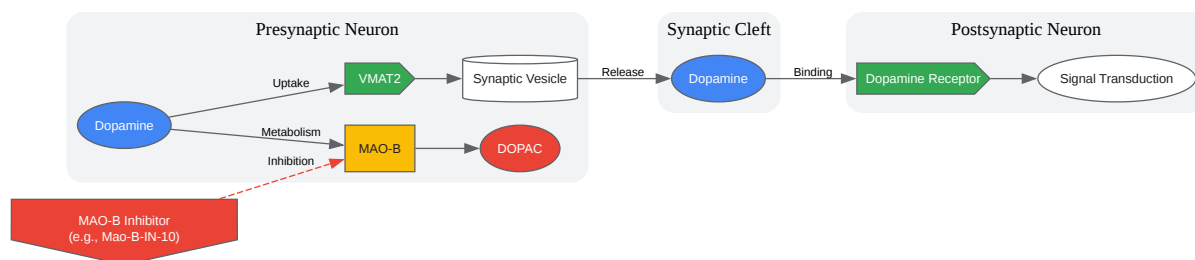 Presynaptic Neuron
Synaptic Cleft
Postsynaptic Neuron
Dopamine
Uptake
VMAT2
Synaptic Vesicle
Release
Dopamine
Binding
Dopamine Receptor
Signal Transduction
Metabolism
Inhibition
MAO-B
DOPAC
MAO-B Inhibitor
(e.g., Mao-B-IN-10)